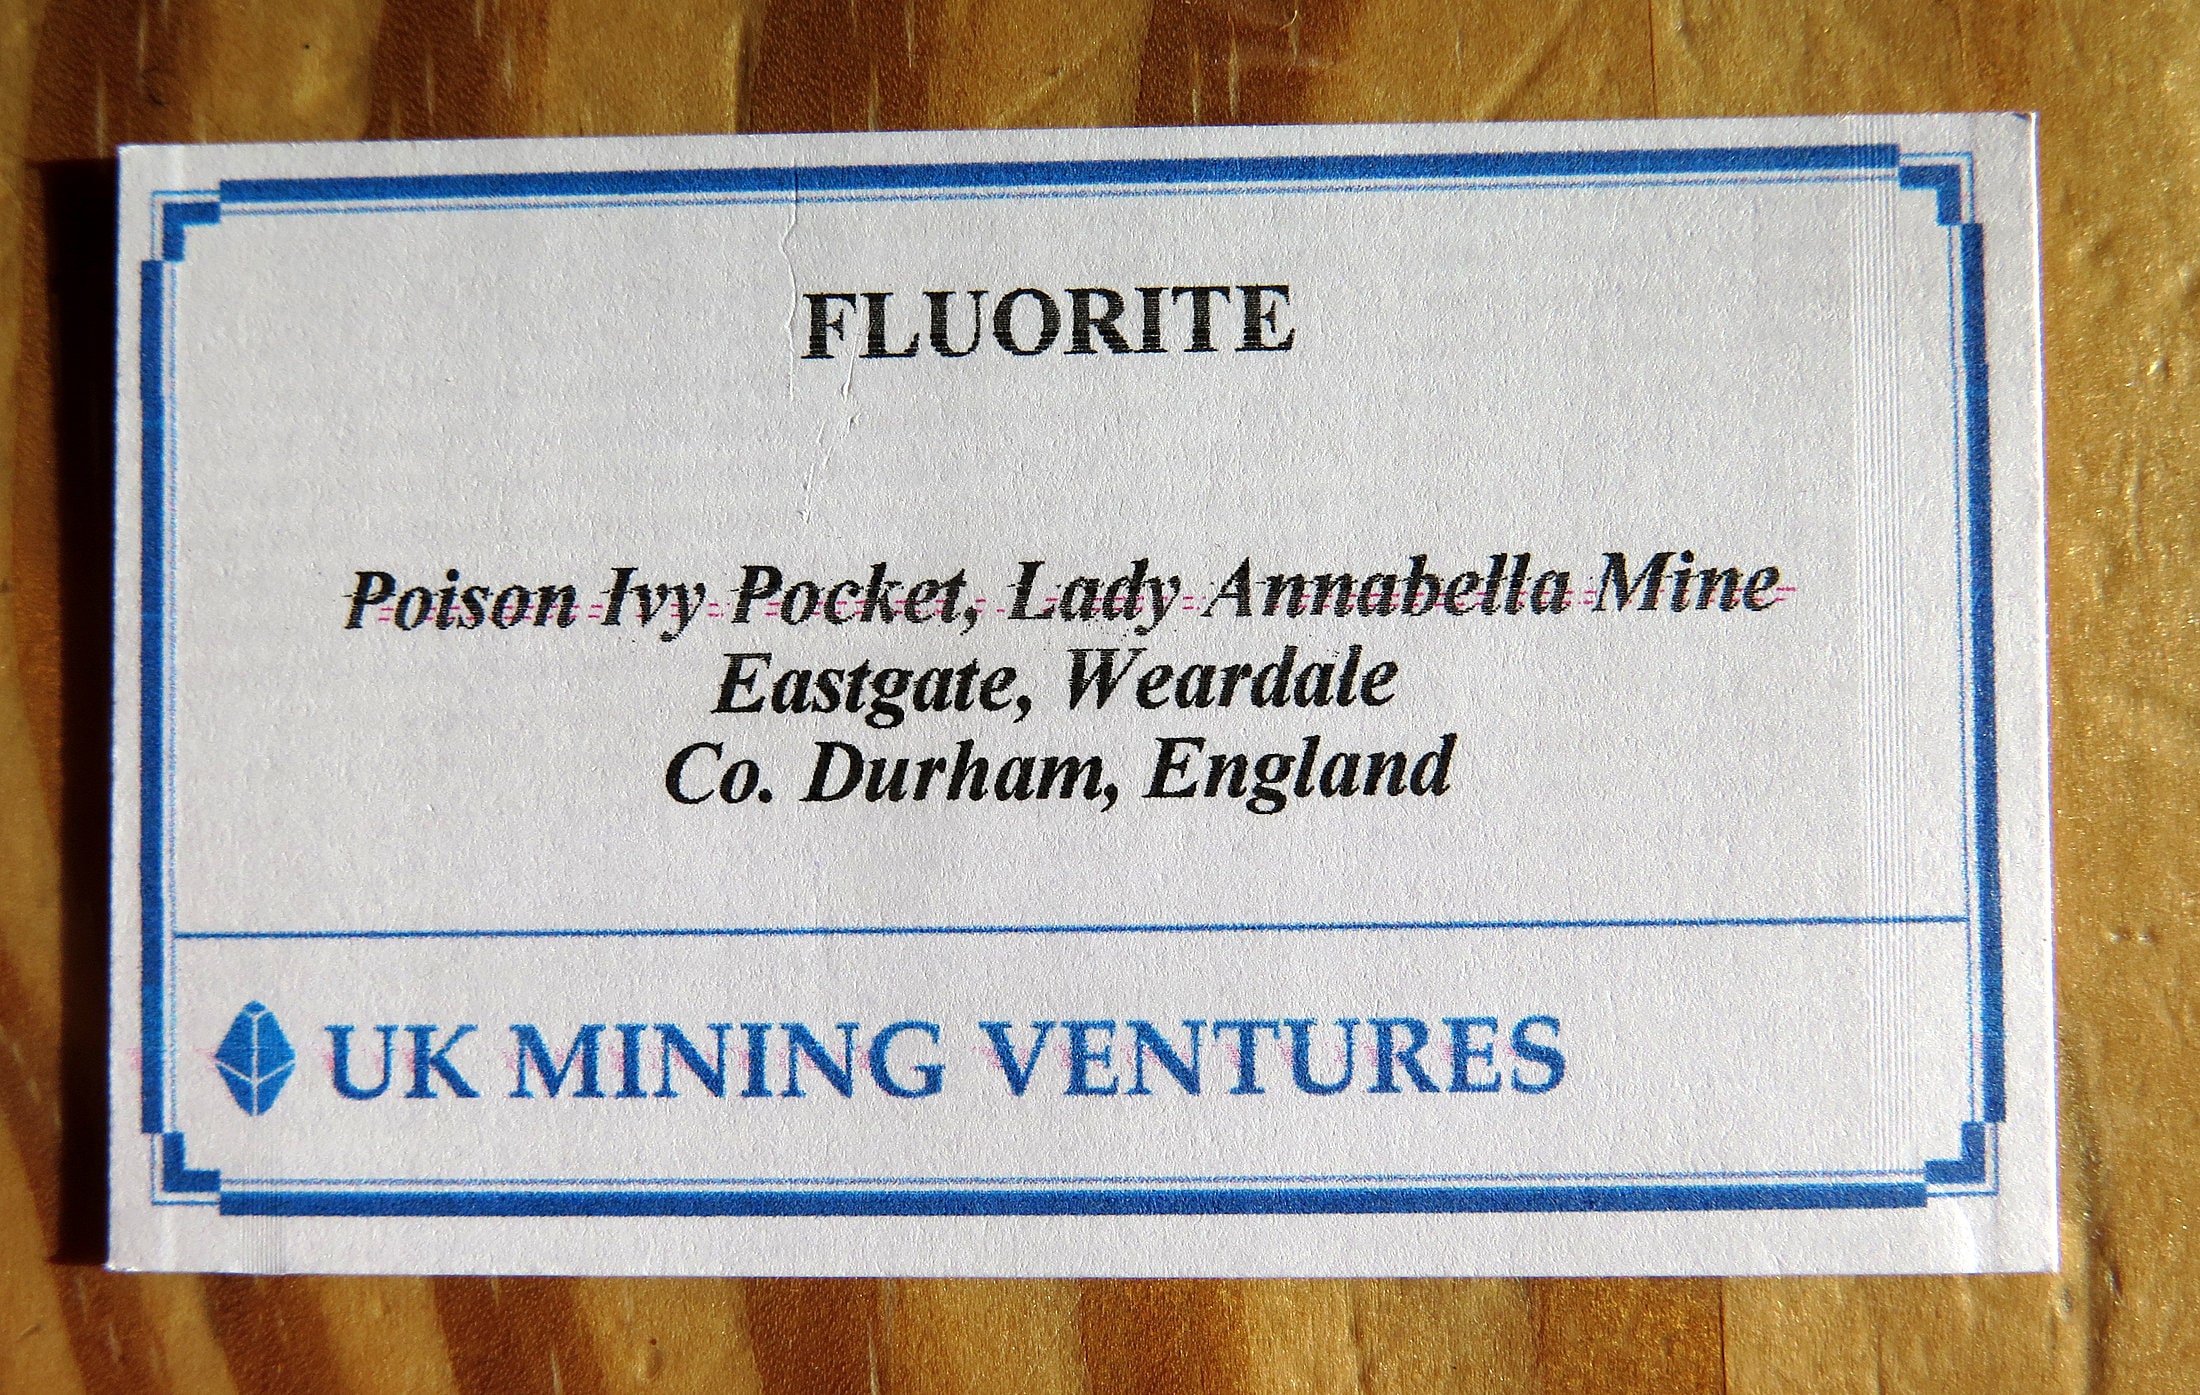 FLUORITE
Poison Ivy Pocket, Lady Annabella Mine
Eastgate, Weardale
Co. Durham, England
UK MINING VENTURES